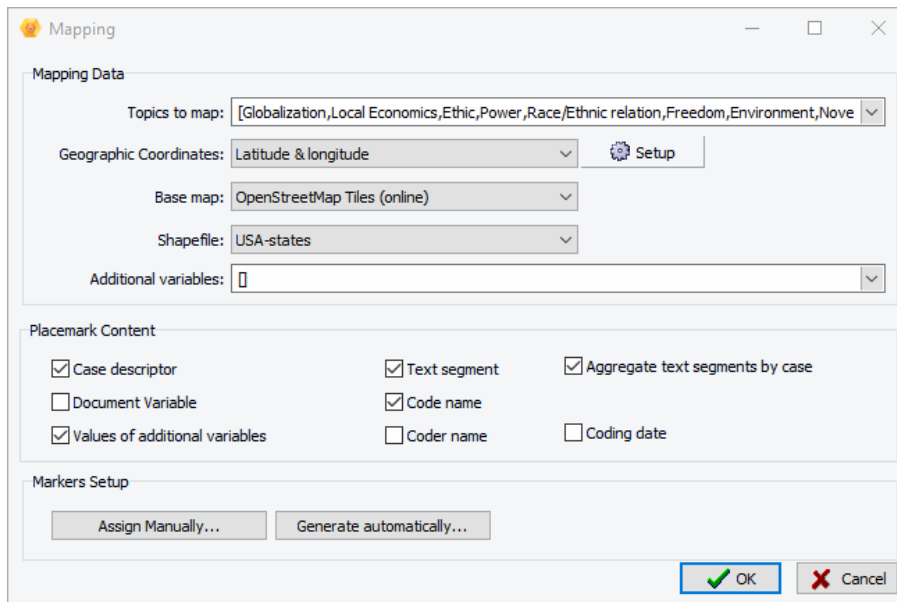 Mapping
Mapping Data
Topics to map: [Globalization,Local Economics,Ethic,Power,Race/Ethnic relation,Freedom,Environment,Nove
Geographic Coordinates: Latitude & longitude Setup
Base map: OpenStreetMap Tiles (online)
Shapefile: USA-states
Additional variables: []
Placemark Content
Case descriptor Text segment Aggregate text segments by case
Document Variable Code name
Values of additional variables Coder name Coding date
Markers Setup
Assign Manually... Generate automatically...
OK Cancel